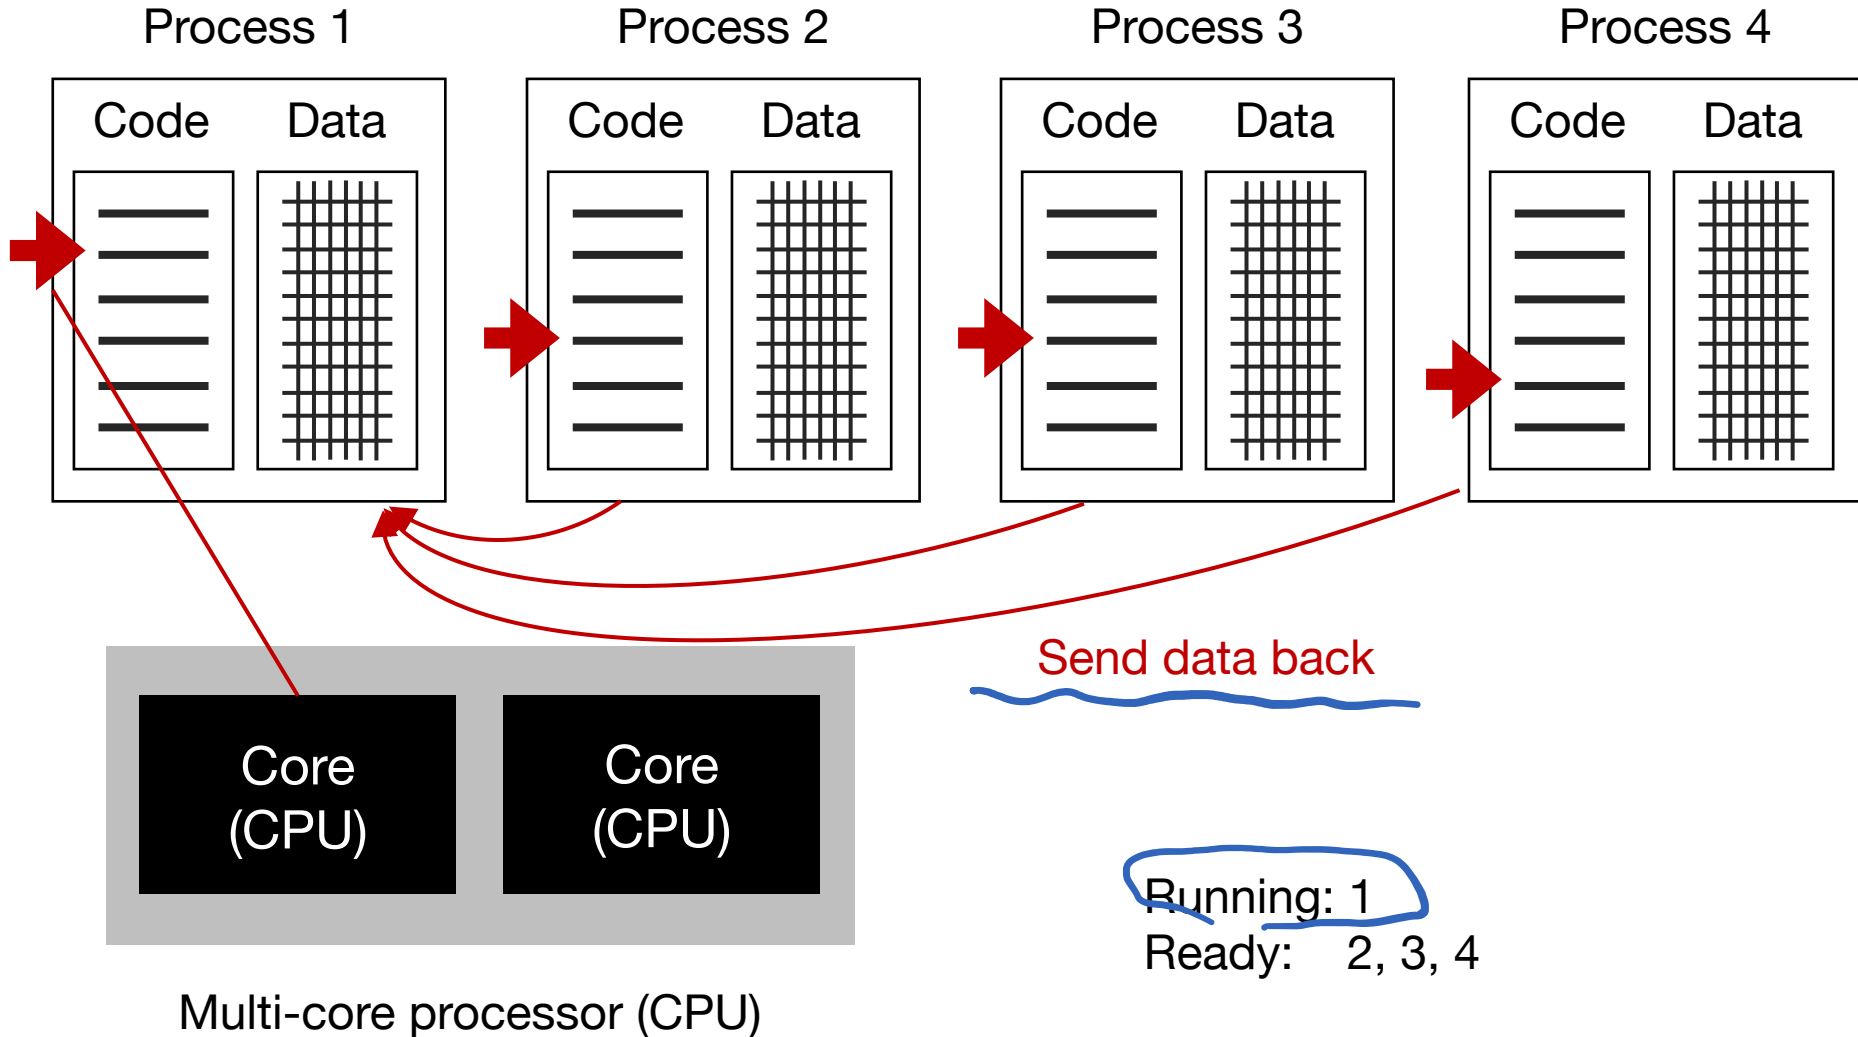 Process 1
Process 2
Process 3
Process 4
Code Data
Code Data
Code Data
Code Data
Send data back
Core
(CPU)
Core
(CPU)
Running: 1
Ready: 2, 3, 4
Multi-core processor (CPU)